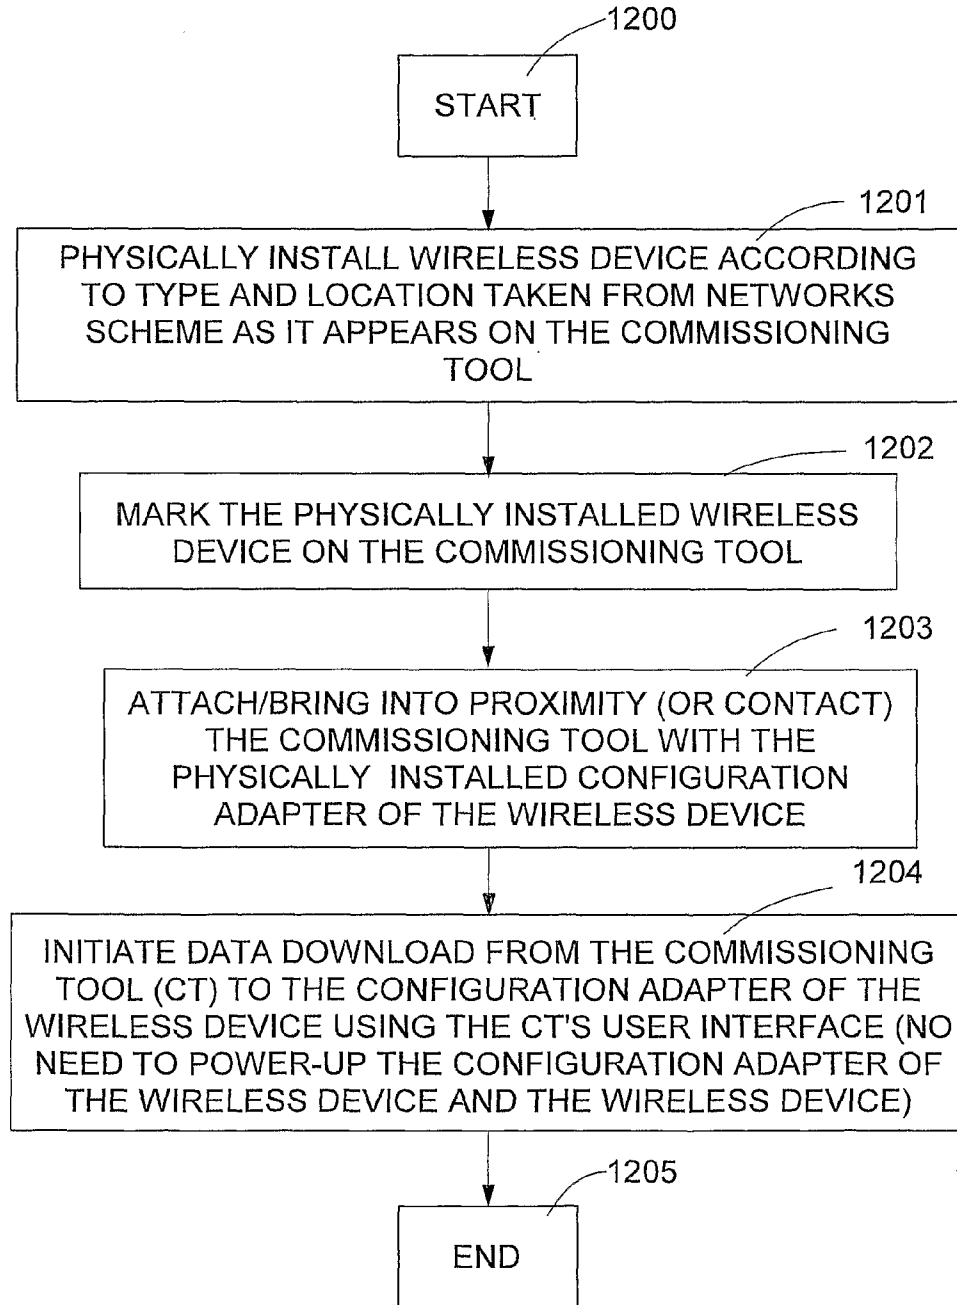 1200
START
1201
PHYSICALLY INSTALL WIRELESS DEVICE ACCORDING
TO TYPE AND LOCATION TAKEN FROM NETWORKS
SCHEME AS IT APPEARS ON THE COMMISSIONING
TOOL
1202
MARK THE PHYSICALLY INSTALLED WIRELESS
DEVICE ON THE COMMISSIONING TOOL
1203
ATTACH/BRING INTO PROXIMITY (OR CONTACT)
THE COMMISSIONING TOOL WITH THE
PHYSICALLY INSTALLED CONFIGURATION
ADAPTER OF THE WIRELESS DEVICE
1204
INITIATE DATA DOWNLOAD FROM THE COMMISSIONING
TOOL (CT) TO THE CONFIGURATION ADAPTER OF THE
WIRELESS DEVICE USING THE CT'S USER INTERFACE (NO
NEED TO POWER-UP THE CONFIGURATION ADAPTER OF
THE WIRELESS DEVICE AND THE WIRELESS DEVICE)
1205
END